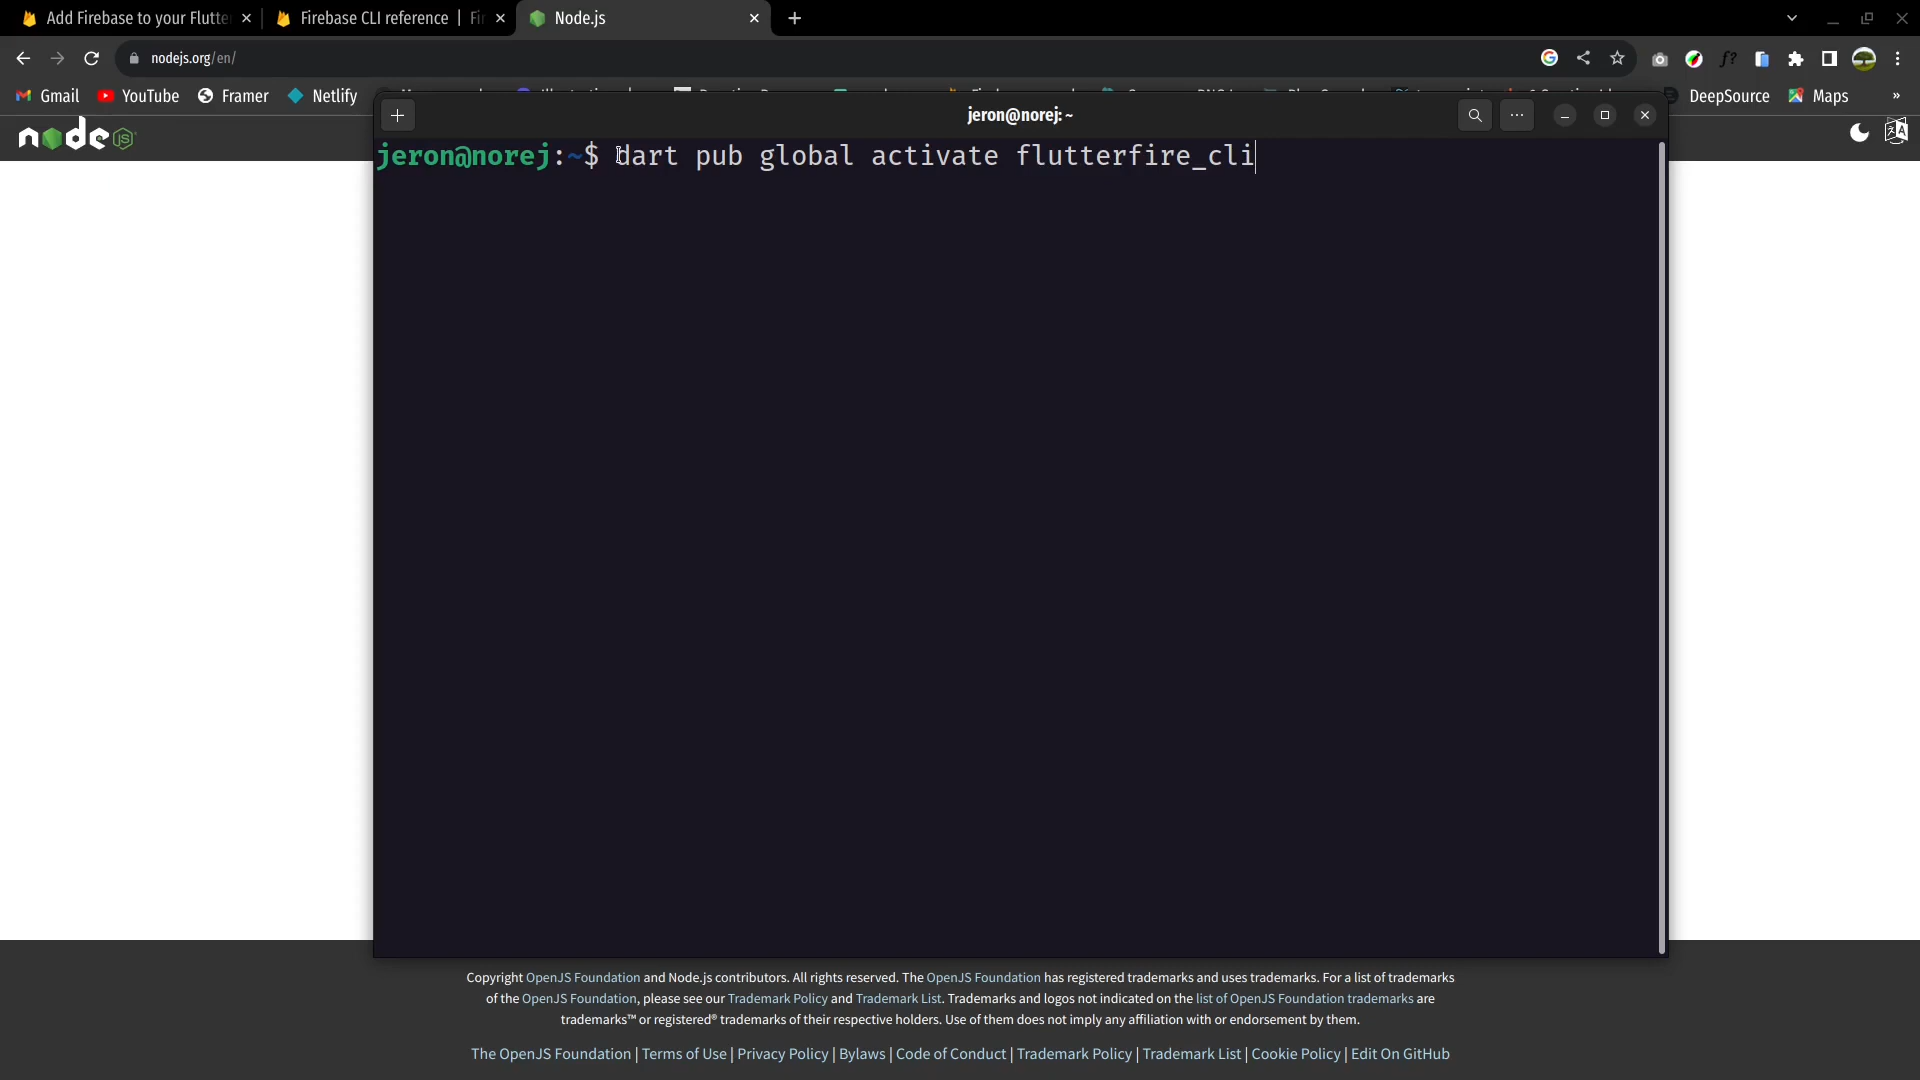 Add Firebase to your Flutte
Firebase CLI reference | Fir
Node.js
nodejs.org/en/
Gmail
YouTube
Framer
Netlify
DeepSource
Maps
»
node JS
jeron@norej: ~
jeron@norej:~$ dart pub global activate flutterfire_cli
Copyright OpenJS Foundation and Node.js contributors. All rights reserved. The OpenJS Foundation has registered trademarks and uses trademarks. For a list of trademarks
of the OpenJS Foundation, please see our Trademark Policy and Trademark List. Trademarks and logos not indicated on the list of OpenJS Foundation trademarks are
trademarks™ or registered® trademarks of their respective holders. Use of them does not imply any affiliation with or endorsement by them.
The OpenJS Foundation | Terms of Use | Privacy Policy | Bylaws | Code of Conduct | Trademark Policy | Trademark List | Cookie Policy | Edit On GitHub